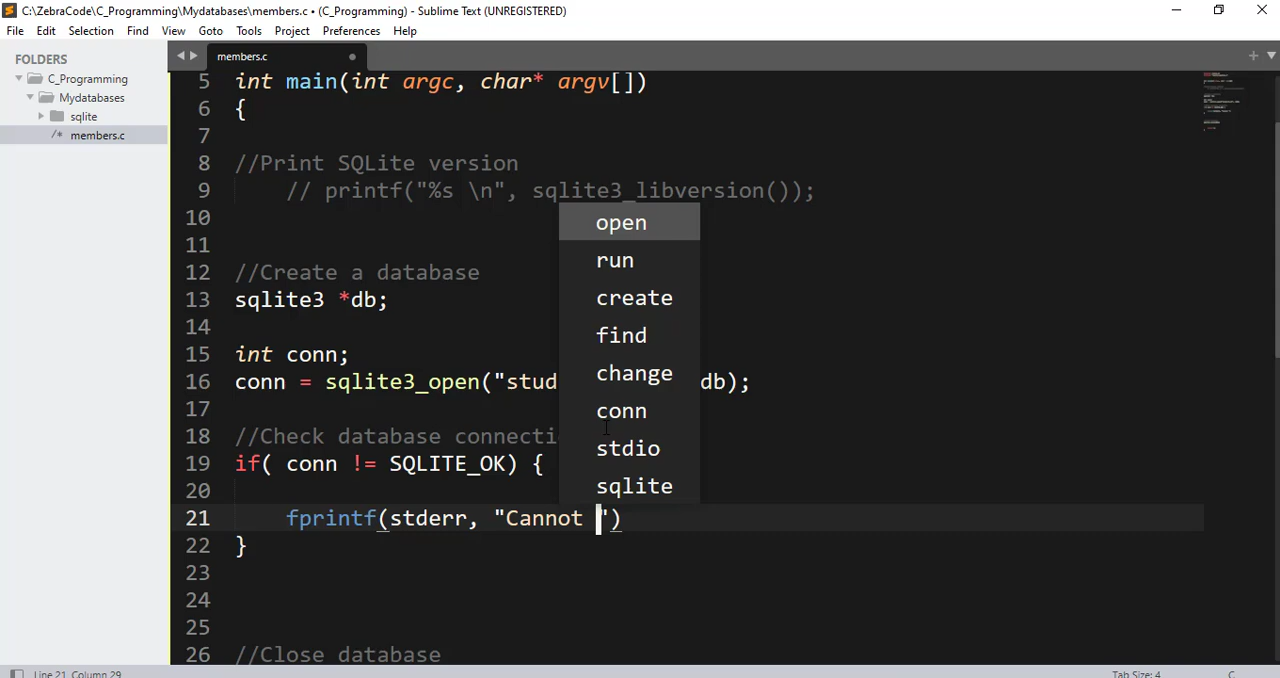 C:\ZebraCode\C_Programming\Mydatabases\members.c • (C_Programming) - Sublime Text (UNREGISTERED)
File Edit Selection Find View Goto Tools Project Preferences Help
FOLDERS
C_Programming
Mydatabases
sqlite
/* members.c
members.c
5 int main(int argc, char* argv[])
6 {
7
8 //Print SQLite version
9 // printf("%s \n", sqlite3_libversion());
10
11
12 //Create a database
13 sqlite3 *db;
14
15 int conn;
16 conn = sqlite3_open("stud db);
17
18 //Check database connecti
19 if( conn != SQLITE_OK) {
20
21 fprintf(stderr, "Cannot ")
22 }
23
24
25
26 //Close database
open
run
create
find
change
conn
stdio
sqlite
Line 21, Column 29
Tab Size: 4
C